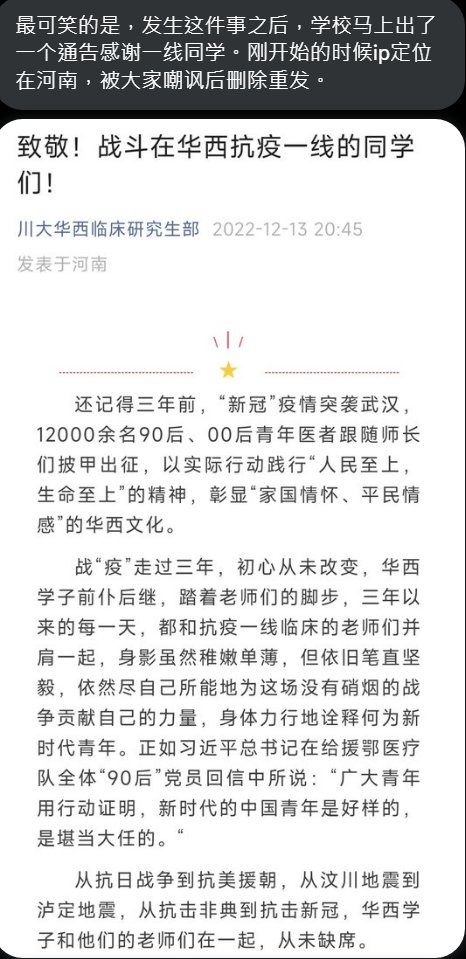 最可笑的是，发生这件事之后，学校马上出了
一个通告感谢一线同学。刚开始的时候ip定位
在河南，被大家嘲讽后删除重发。
致敬！战斗在华西抗疫一线的同学
们！
川大华西临床研究生部 2022-12-13 20:45
发表于河南
还记得三年前，“新冠”疫情突袭武汉，
12000余名90后、00后青年医者跟随师长
们披甲出征，以实际行动践行“人民至上，
生命至上”的精神，彰显“家国情怀、平民情
感”的华西文化。
战“疫”走过三年，初心从未改变，华西
学子前仆后继，踏着老师们的脚步，三年以
来的每一天，都和抗疫一线临床的老师们并
肩一起，身影虽然稚嫩单薄，但依旧笔直坚
毅，依然尽自己所能地为这场没有硝烟的战
争贡献自己的力量，身体力行地诠释何为新
时代青年。正如习近平总书记在给援鄂医疗
队全体“90后”党员回信中所说：“广大青年
用行动证明，新时代的中国青年是好样的，
是堪当大任的。“
从抗日战争到抗美援朝，从汶川地震到
泸定地震，从抗击非典到抗击新冠，华西学
子和他们的老师们在一起，从未缺席。